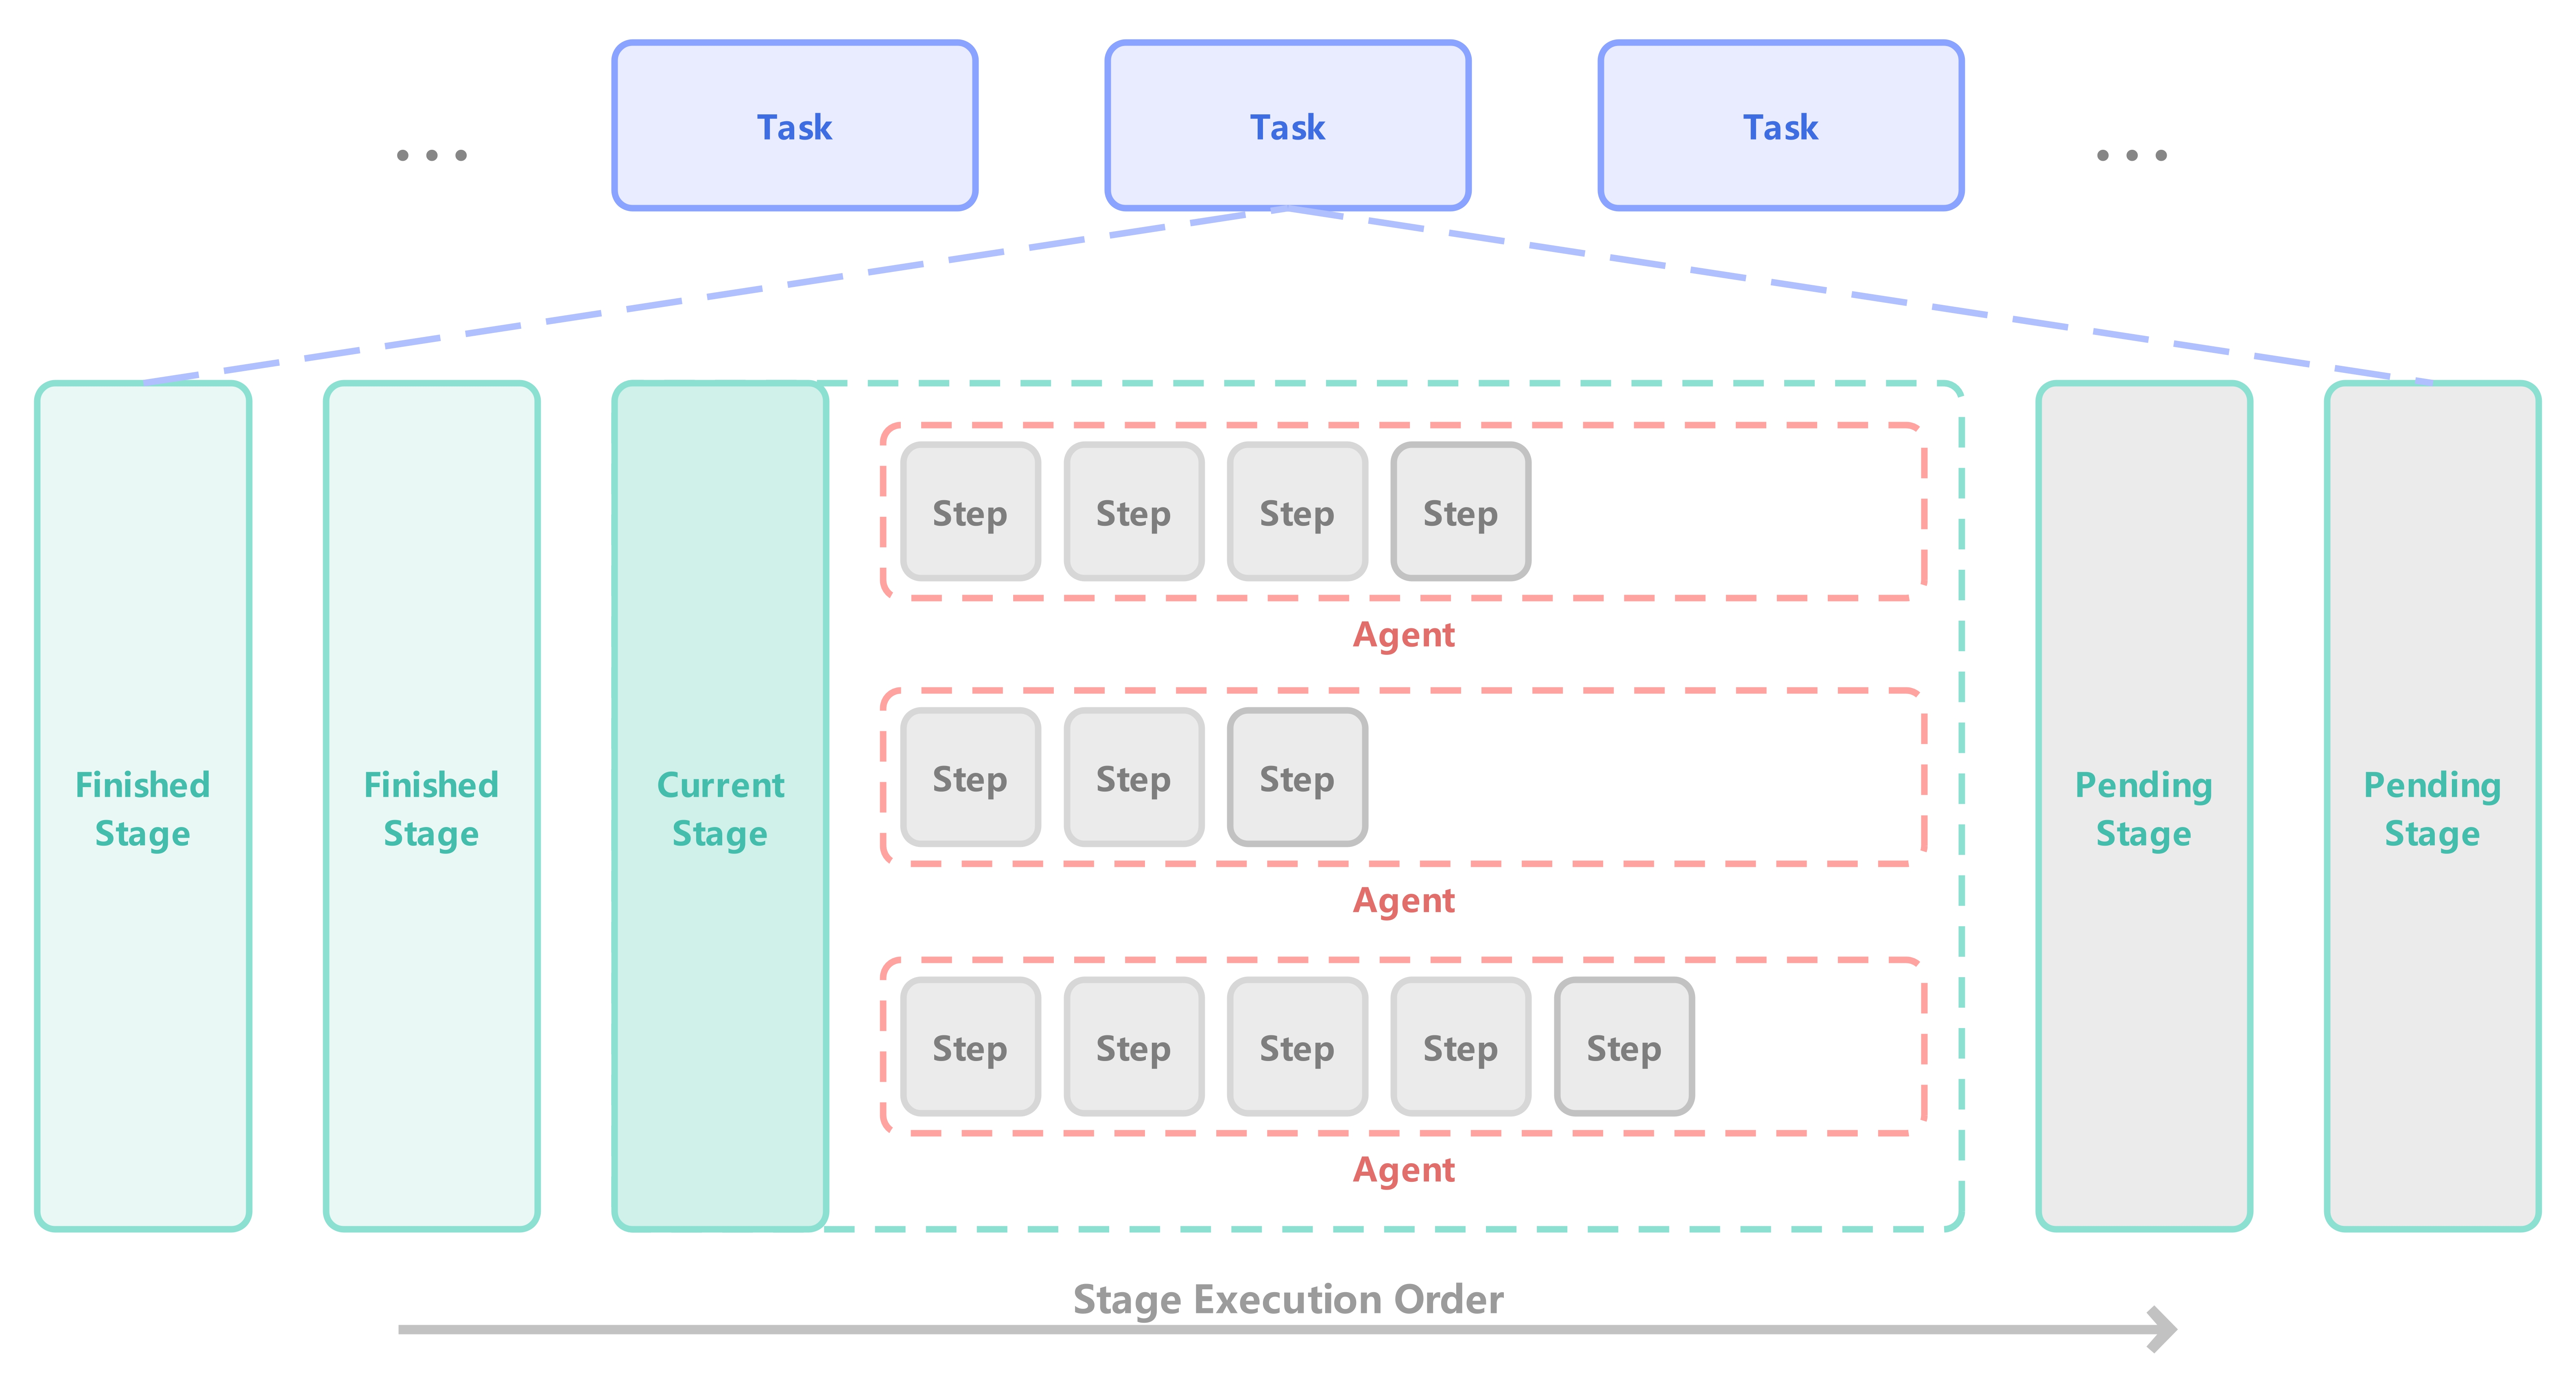 Task
Task
Task
Finished
Stage
Finished
Stage
Current
Stage
Step
Step
Step
Step
Agent
Step
Step
Step
Agent
Step
Step
Step
Step
Step
Agent
Pending
Stage
Pending
Stage
Stage Execution Order